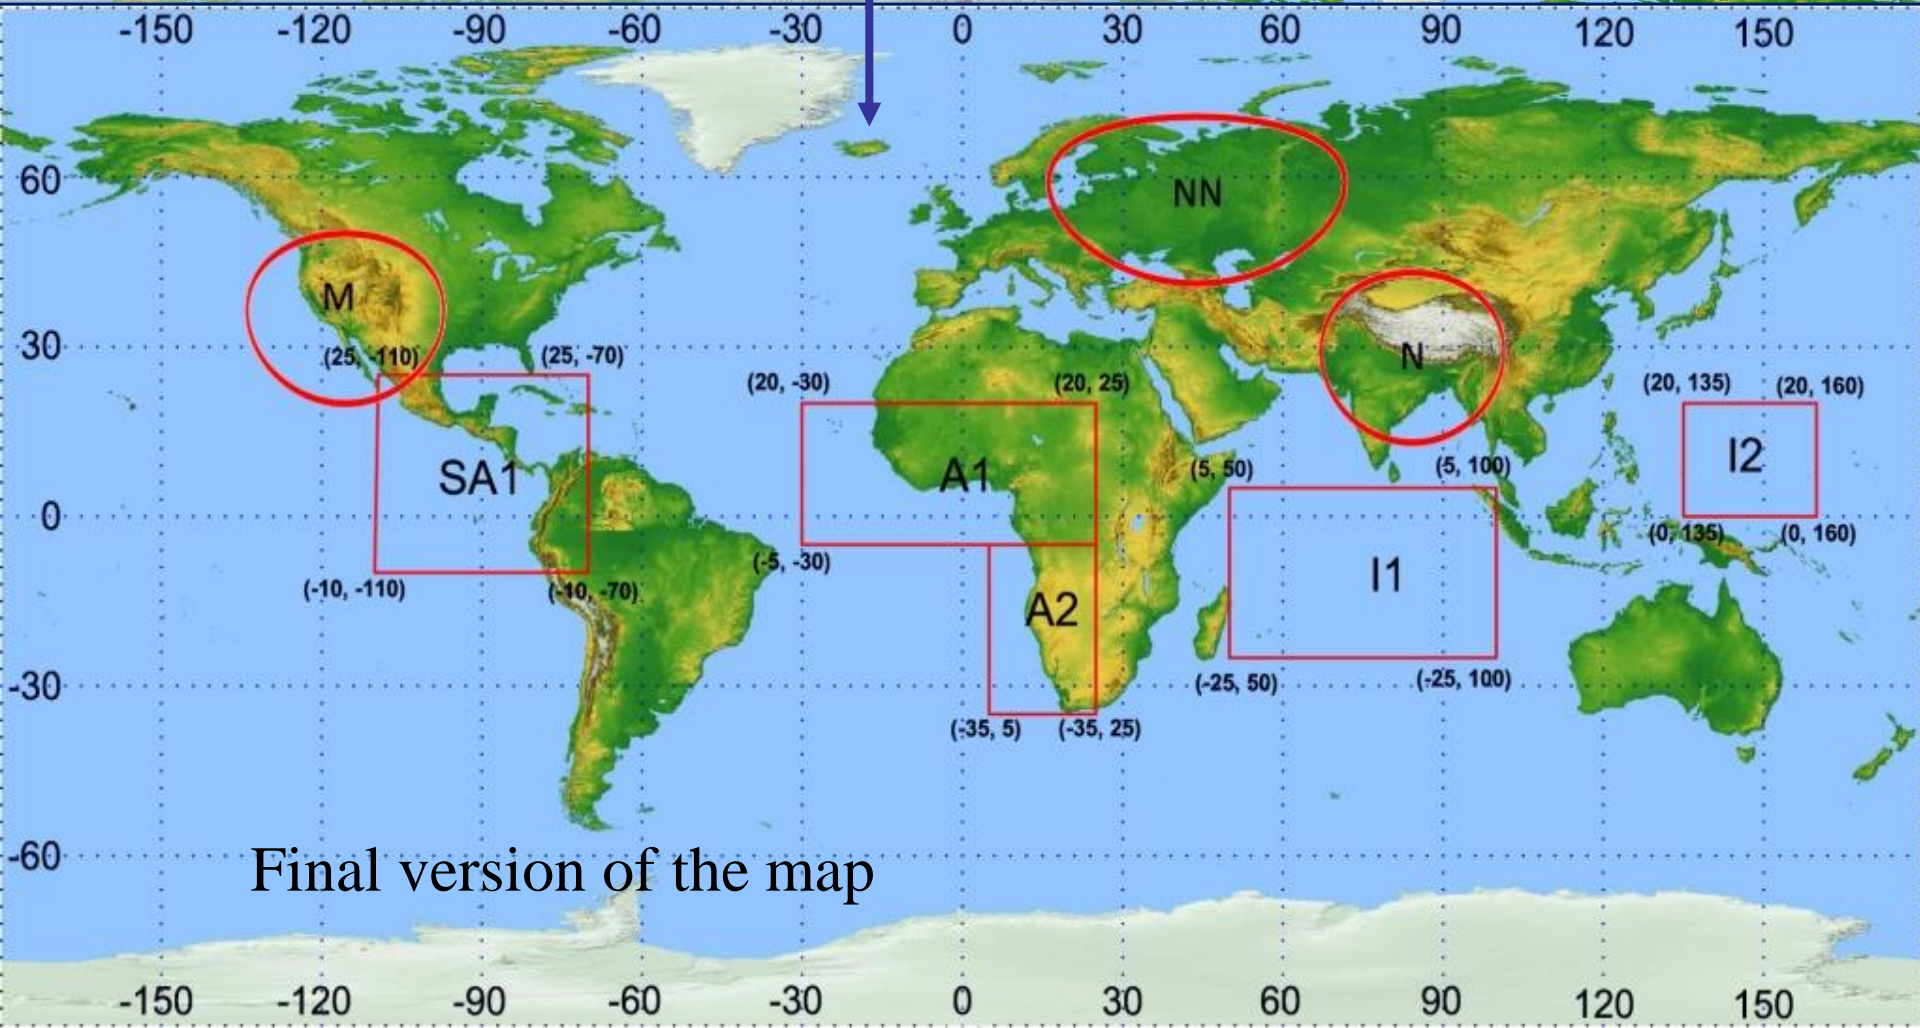 -150 -120 -90 -60 -30 0 30 60 90 120 150
60
NN
M
30
N
(25, -110) (25, -70)
(20, -30) (20, 25) (20, 135) (20, 160)
SA1 A1 (5, 50) (5, 100) I2
0
(0, 135) (0, 160)
(-5, -30)
(-10, -110) (-10, -70) I1
A2
-30 (-25, 50) (-25, 100)
(-35, 5) (-35, 25)
-60
Final version of the map
-150 -120 -90 -60 -30 0 30 60 90 120 150